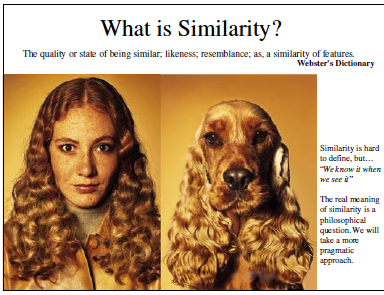 What is Similarity?
The quality or state of being similar; likeness; resemblance; as, a similarity of features.
Webster's Dictionary
Similarity is hard
to define, but…
“We know it when
we see it”
The real meaning
of similarity is a
philosophical
question. We will
take a more
pragmatic
approach.